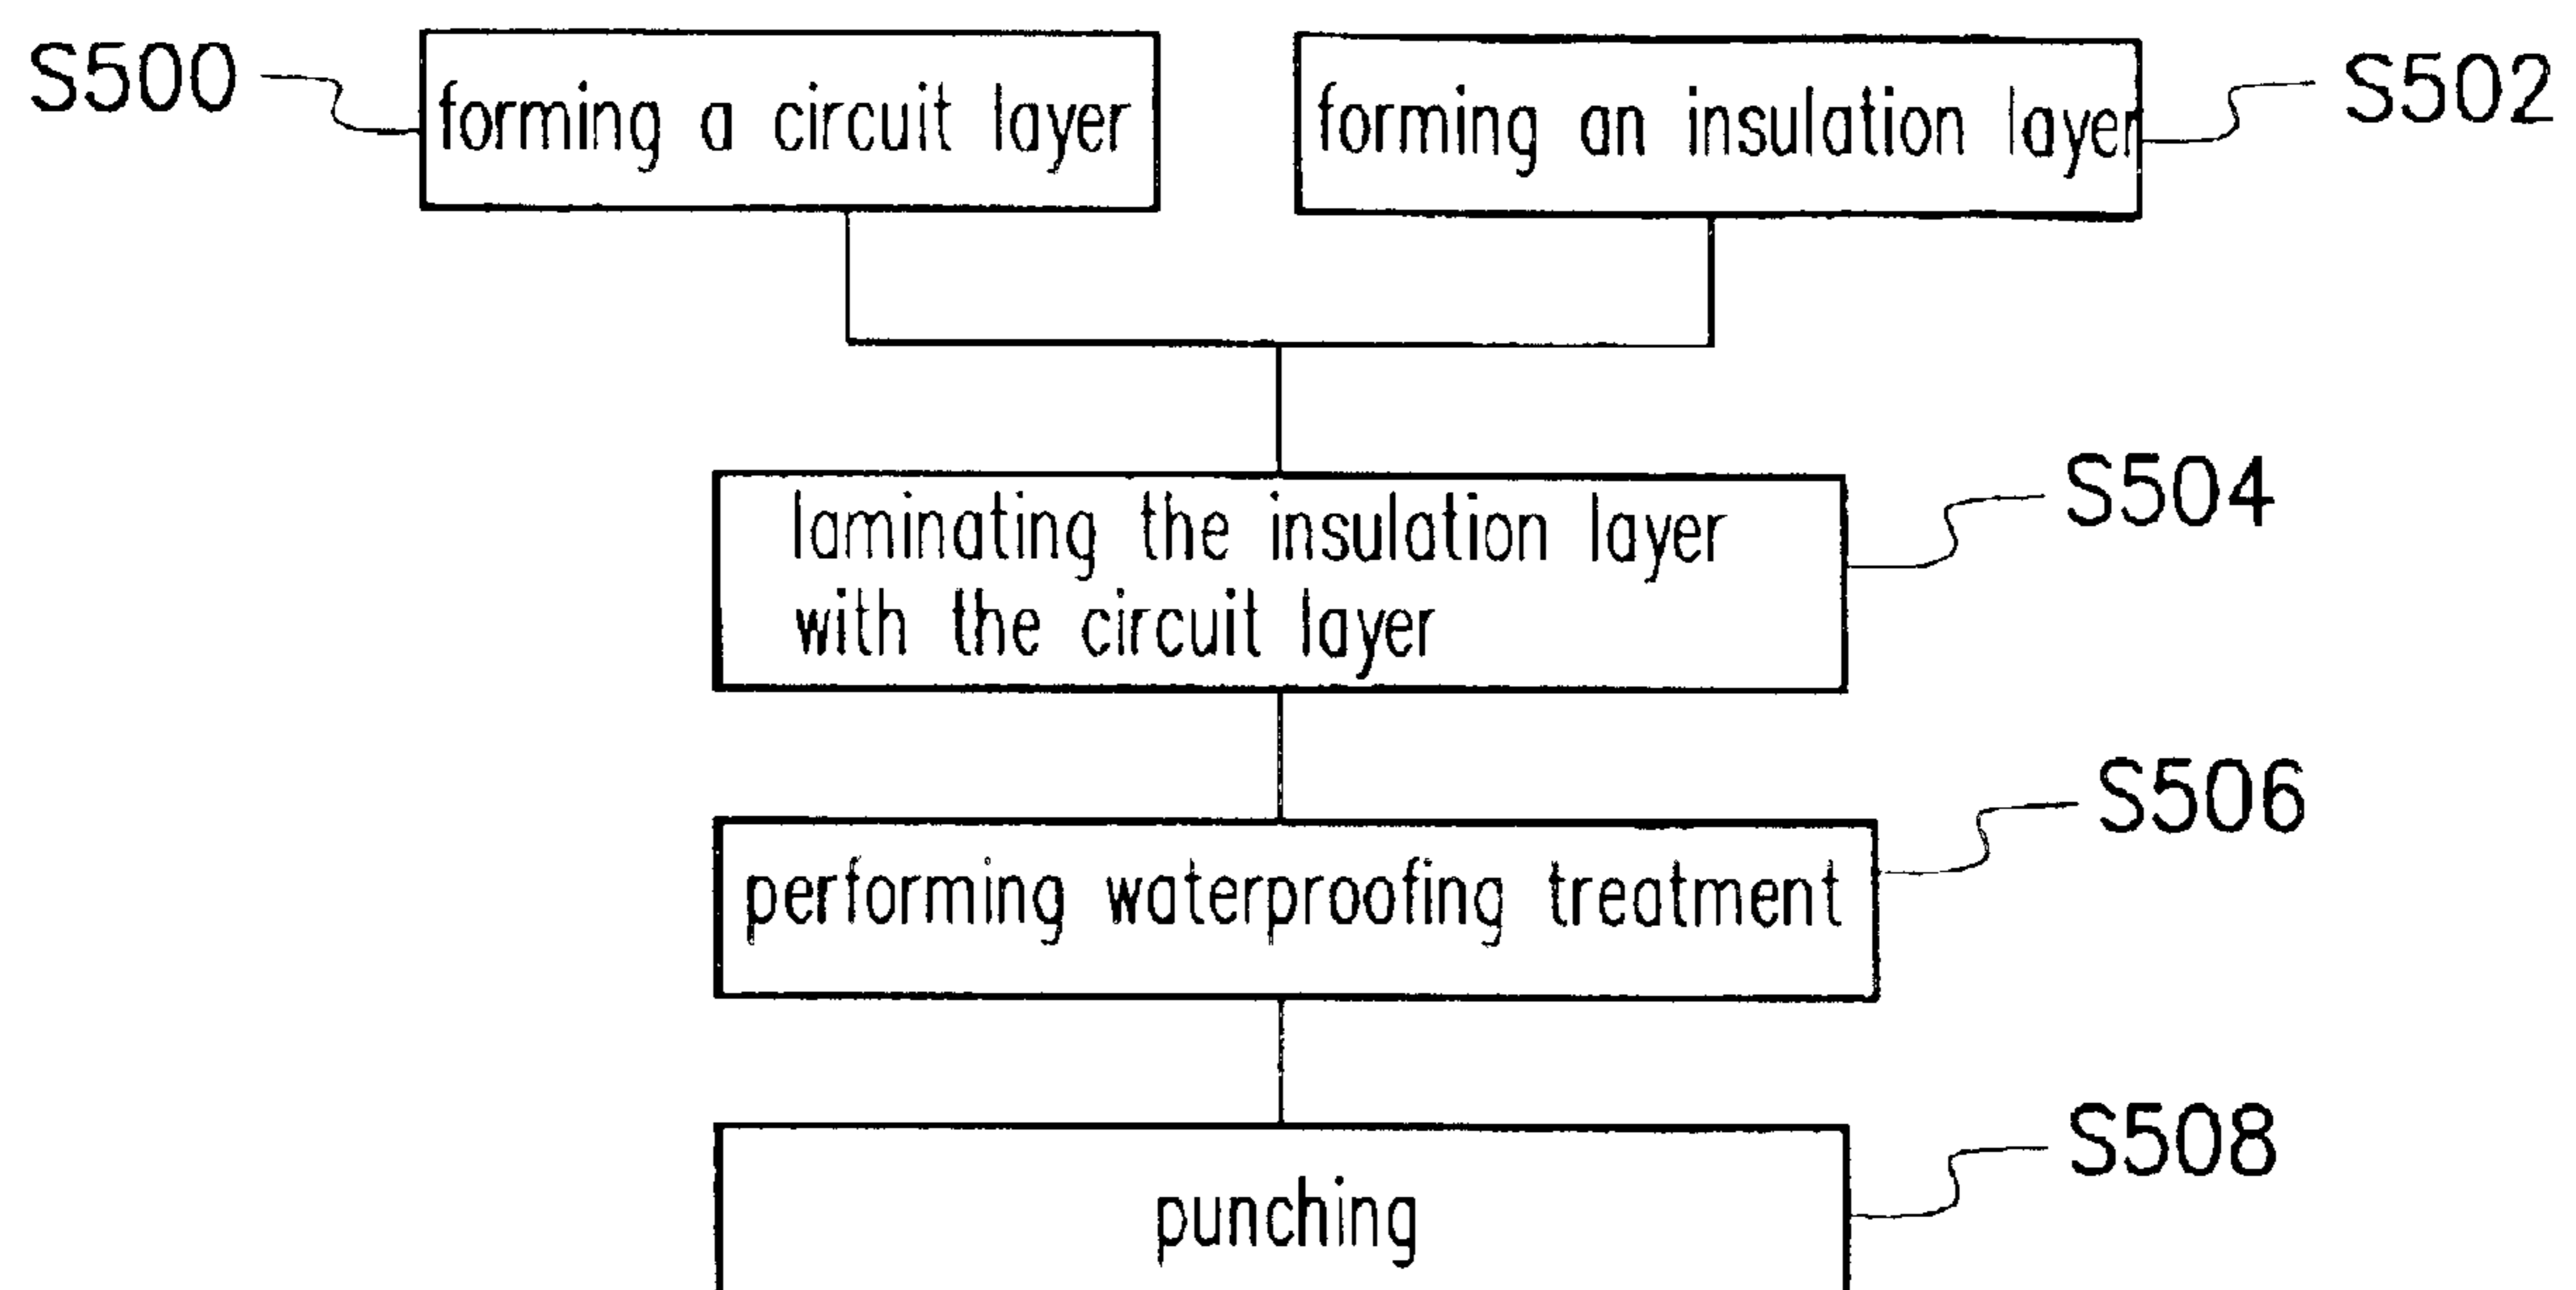 S500
forming a circuit layer
forming an insulation layer
S502
laminating the insulation layer
with the circuit layer
S504
performing waterproofing treatment
S506
punching
S508